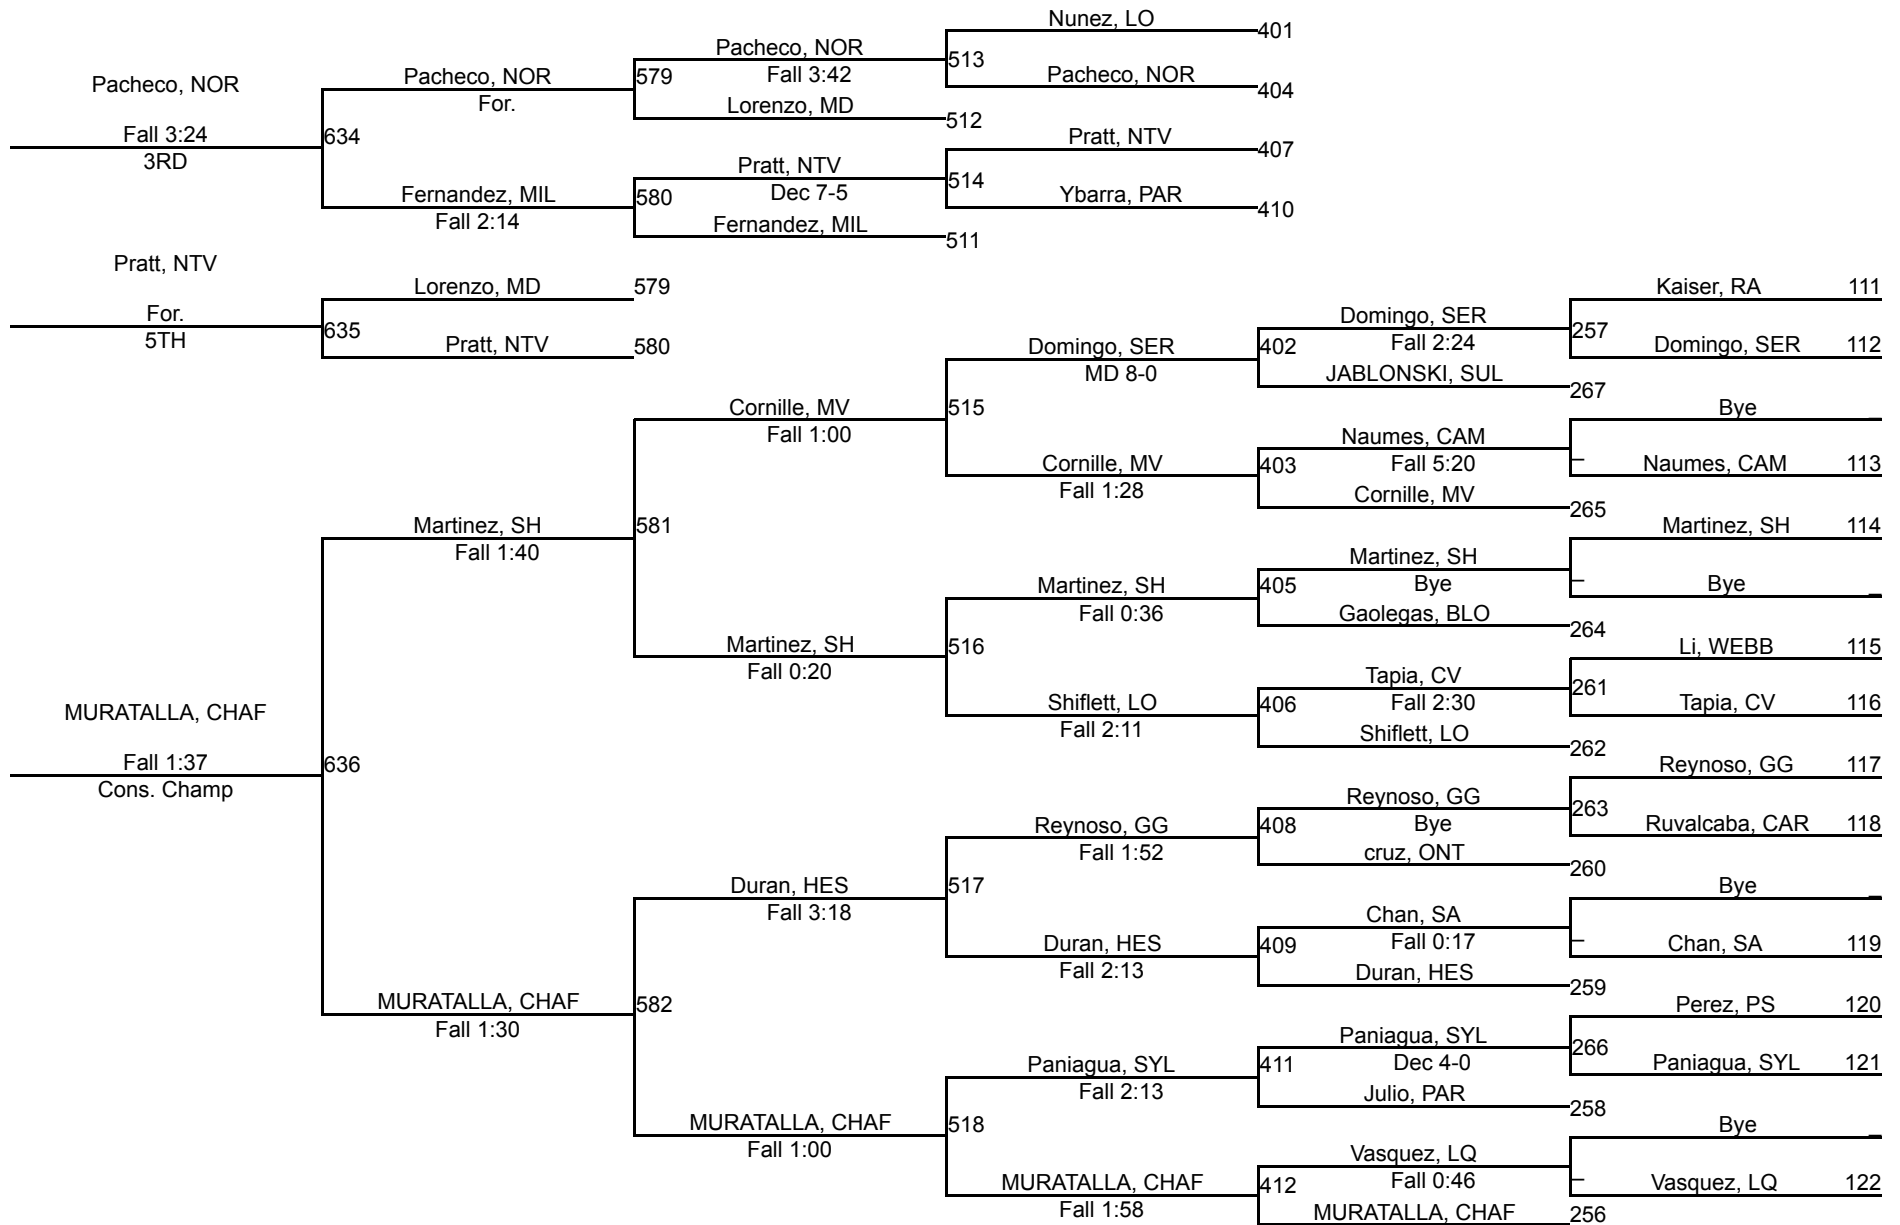 Nunez, LO
401
Pacheco, NOR
513
Fall 3:42
Pacheco, NOR
404
Pacheco, NOR
579
Pacheco, NOR
For.
Lorenzo, MD
512
Fall 3:24
634
3RD
Pratt, NTV
407
Pratt, NTV
514
Dec 7-5
Ybarra, PAR
410
Fernandez, MIL
580
Fall 2:14
Fernandez, MIL
511
Pratt, NTV
Lorenzo, MD
579
For.
635
5TH
Pratt, NTV
580
Kaiser, RA 111
Domingo, SER
257
Fall 2:24
Domingo, SER 112
Domingo, SER
402
MD 8-0
JABLONSKI, SUL
267
Cornille, MV
515
Fall 1:00
Bye _
Naumes, CAM
_
Fall 5:20
Naumes, CAM 113
Cornille, MV
403
Fall 1:28
Cornille, MV
265
Martinez, SH
581
Fall 1:40
Martinez, SH 114
Martinez, SH
_
Bye
Bye _
Martinez, SH
405
Fall 0:36
Gaolegas, BLO
264
Martinez, SH
516
Fall 0:20
Li, WEBB 115
Tapia, CV
261
Fall 2:30
Tapia, CV 116
Shiflett, LO
406
Fall 2:11
Shiflett, LO
262
MURATALLA, CHAF
Fall 1:37
636
Cons. Champ
Reynoso, GG 117
Reynoso, GG
263
Bye
Ruvalcaba, CAR 118
Reynoso, GG
408
Fall 1:52
cruz, ONT
260
Duran, HES
517
Fall 3:18
Bye _
Chan, SA
_
Fall 0:17
Chan, SA 119
Duran, HES
409
Fall 2:13
Duran, HES
259
MURATALLA, CHAF
582
Fall 1:30
Perez, PS 120
Paniagua, SYL
266
Dec 4-0
Paniagua, SYL 121
Paniagua, SYL
411
Fall 2:13
Julio, PAR
258
MURATALLA, CHAF
518
Fall 1:00
Bye _
Vasquez, LQ
_
Fall 0:46
Vasquez, LQ 122
MURATALLA, CHAF
412
Fall 1:58
MURATALLA, CHAF
256